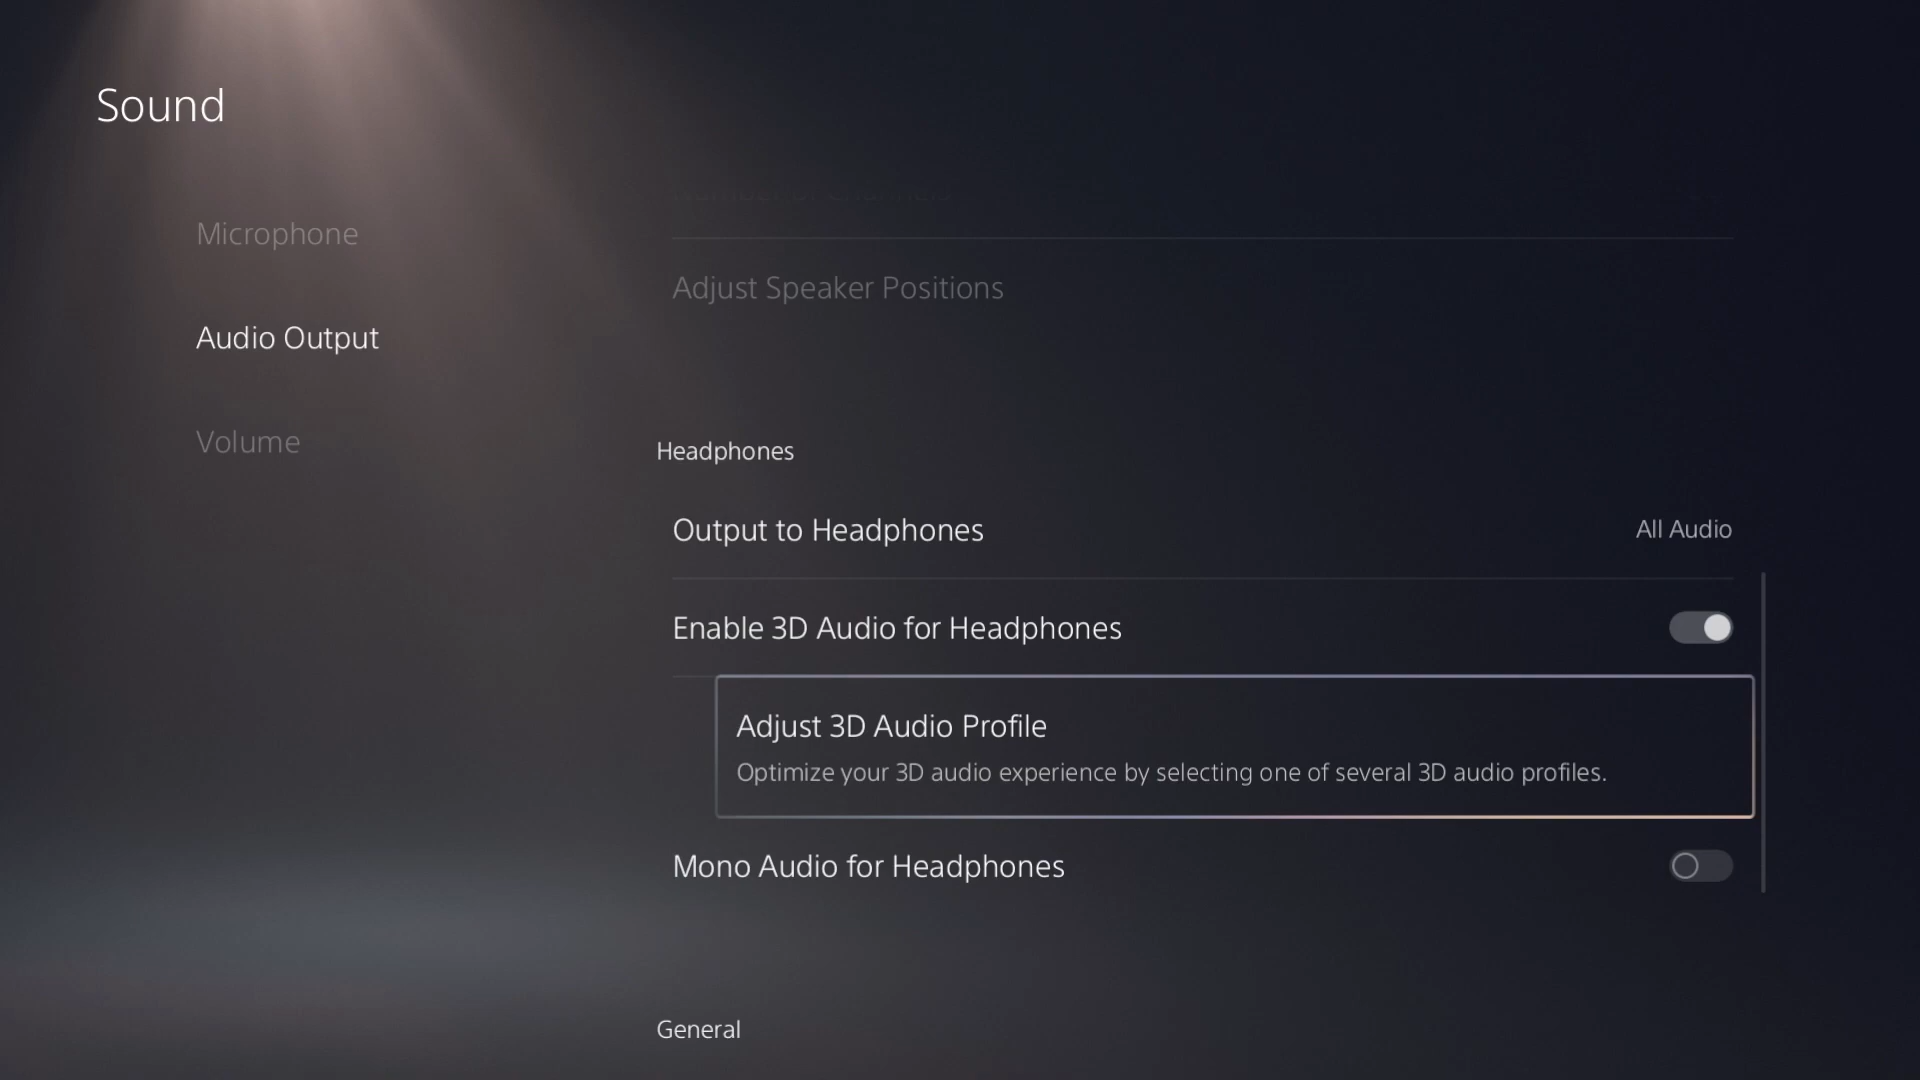 Sound
Microphone
Audio Output
Volume
Adjust Speaker Positions
Headphones
Output to Headphones
All Audio
Enable 3D Audio for Headphones
Adjust 3D Audio Profile
Optimize your 3D audio experience by selecting one of several 3D audio profiles.
Mono Audio for Headphones
General